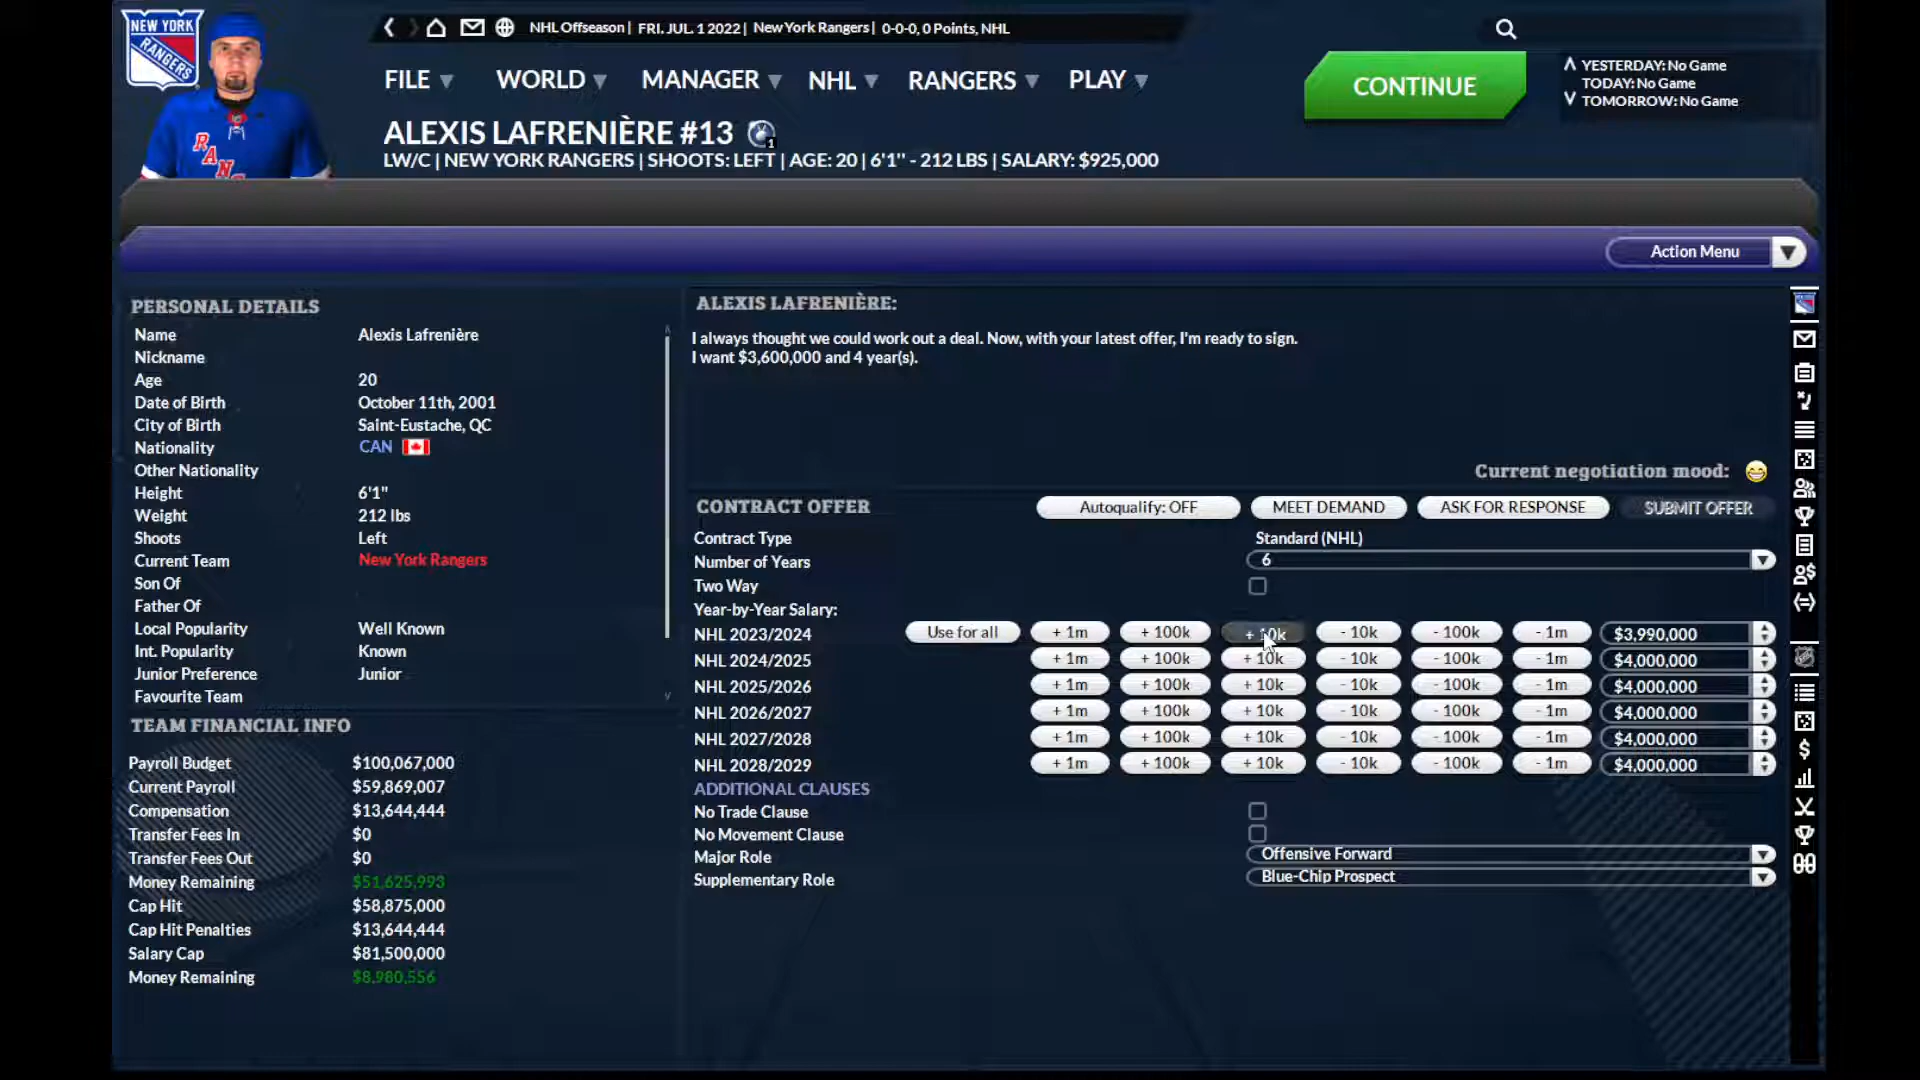 NEW YORK
RANGERS
NHL Offseason | FRI. JUL. 1 2022 | New York Rangers | 0-0-0, 0 Points, NHL
FILE WORLD MANAGER NHL RANGERS PLAY
CONTINUE
YESTERDAY: No Game
TODAY: No Game
TOMORROW: No Game
ALEXIS LAFRENIÈRE #13
1
LW/C | NEW YORK RANGERS | SHOOTS: LEFT | AGE: 20 | 6'1" - 212 LBS | SALARY: $925,000
Action Menu
PERSONAL DETAILS
Name Alexis Lafrenière
Nickname
Age 20
Date of Birth October 11th, 2001
City of Birth Saint-Eustache, QC
Nationality CAN
Other Nationality
Height 6'1"
Weight 212 lbs
Shoots Left
Current Team New York Rangers
Son Of
Father Of
Local Popularity Well Known
Int. Popularity Known
Junior Preference Junior
Favourite Team
TEAM FINANCIAL INFO
Payroll Budget $100,067,000
Current Payroll $59,869,007
Compensation $13,644,444
Transfer Fees In $0
Transfer Fees Out $0
Money Remaining $51,625,993
Cap Hit $58,875,000
Cap Hit Penalties $13,644,444
Salary Cap $81,500,000
Money Remaining $8,980,556
ALEXIS LAFRENIÈRE:
I always thought we could work out a deal. Now, with your latest offer, I'm ready to sign.
I want $3,600,000 and 4 year(s).
Current negotiation mood:
CONTRACT OFFER Autoqualify: OFF MEET DEMAND ASK FOR RESPONSE SUBMIT OFFER
Contract Type Standard (NHL)
Number of Years 6
Two Way
Year-by-Year Salary:
NHL 2023/2024 Use for all + 1m + 100k + 10k - 10k - 100k - 1m $3,990,000
NHL 2024/2025 + 1m + 100k + 10k - 10k - 100k - 1m $4,000,000
NHL 2025/2026 + 1m + 100k + 10k - 10k - 100k - 1m $4,000,000
NHL 2026/2027 + 1m + 100k + 10k - 10k - 100k - 1m $4,000,000
NHL 2027/2028 + 1m + 100k + 10k - 10k - 100k - 1m $4,000,000
NHL 2028/2029 + 1m + 100k + 10k - 10k - 100k - 1m $4,000,000
ADDITIONAL CLAUSES
No Trade Clause
No Movement Clause
Major Role Offensive Forward
Supplementary Role Blue-Chip Prospect